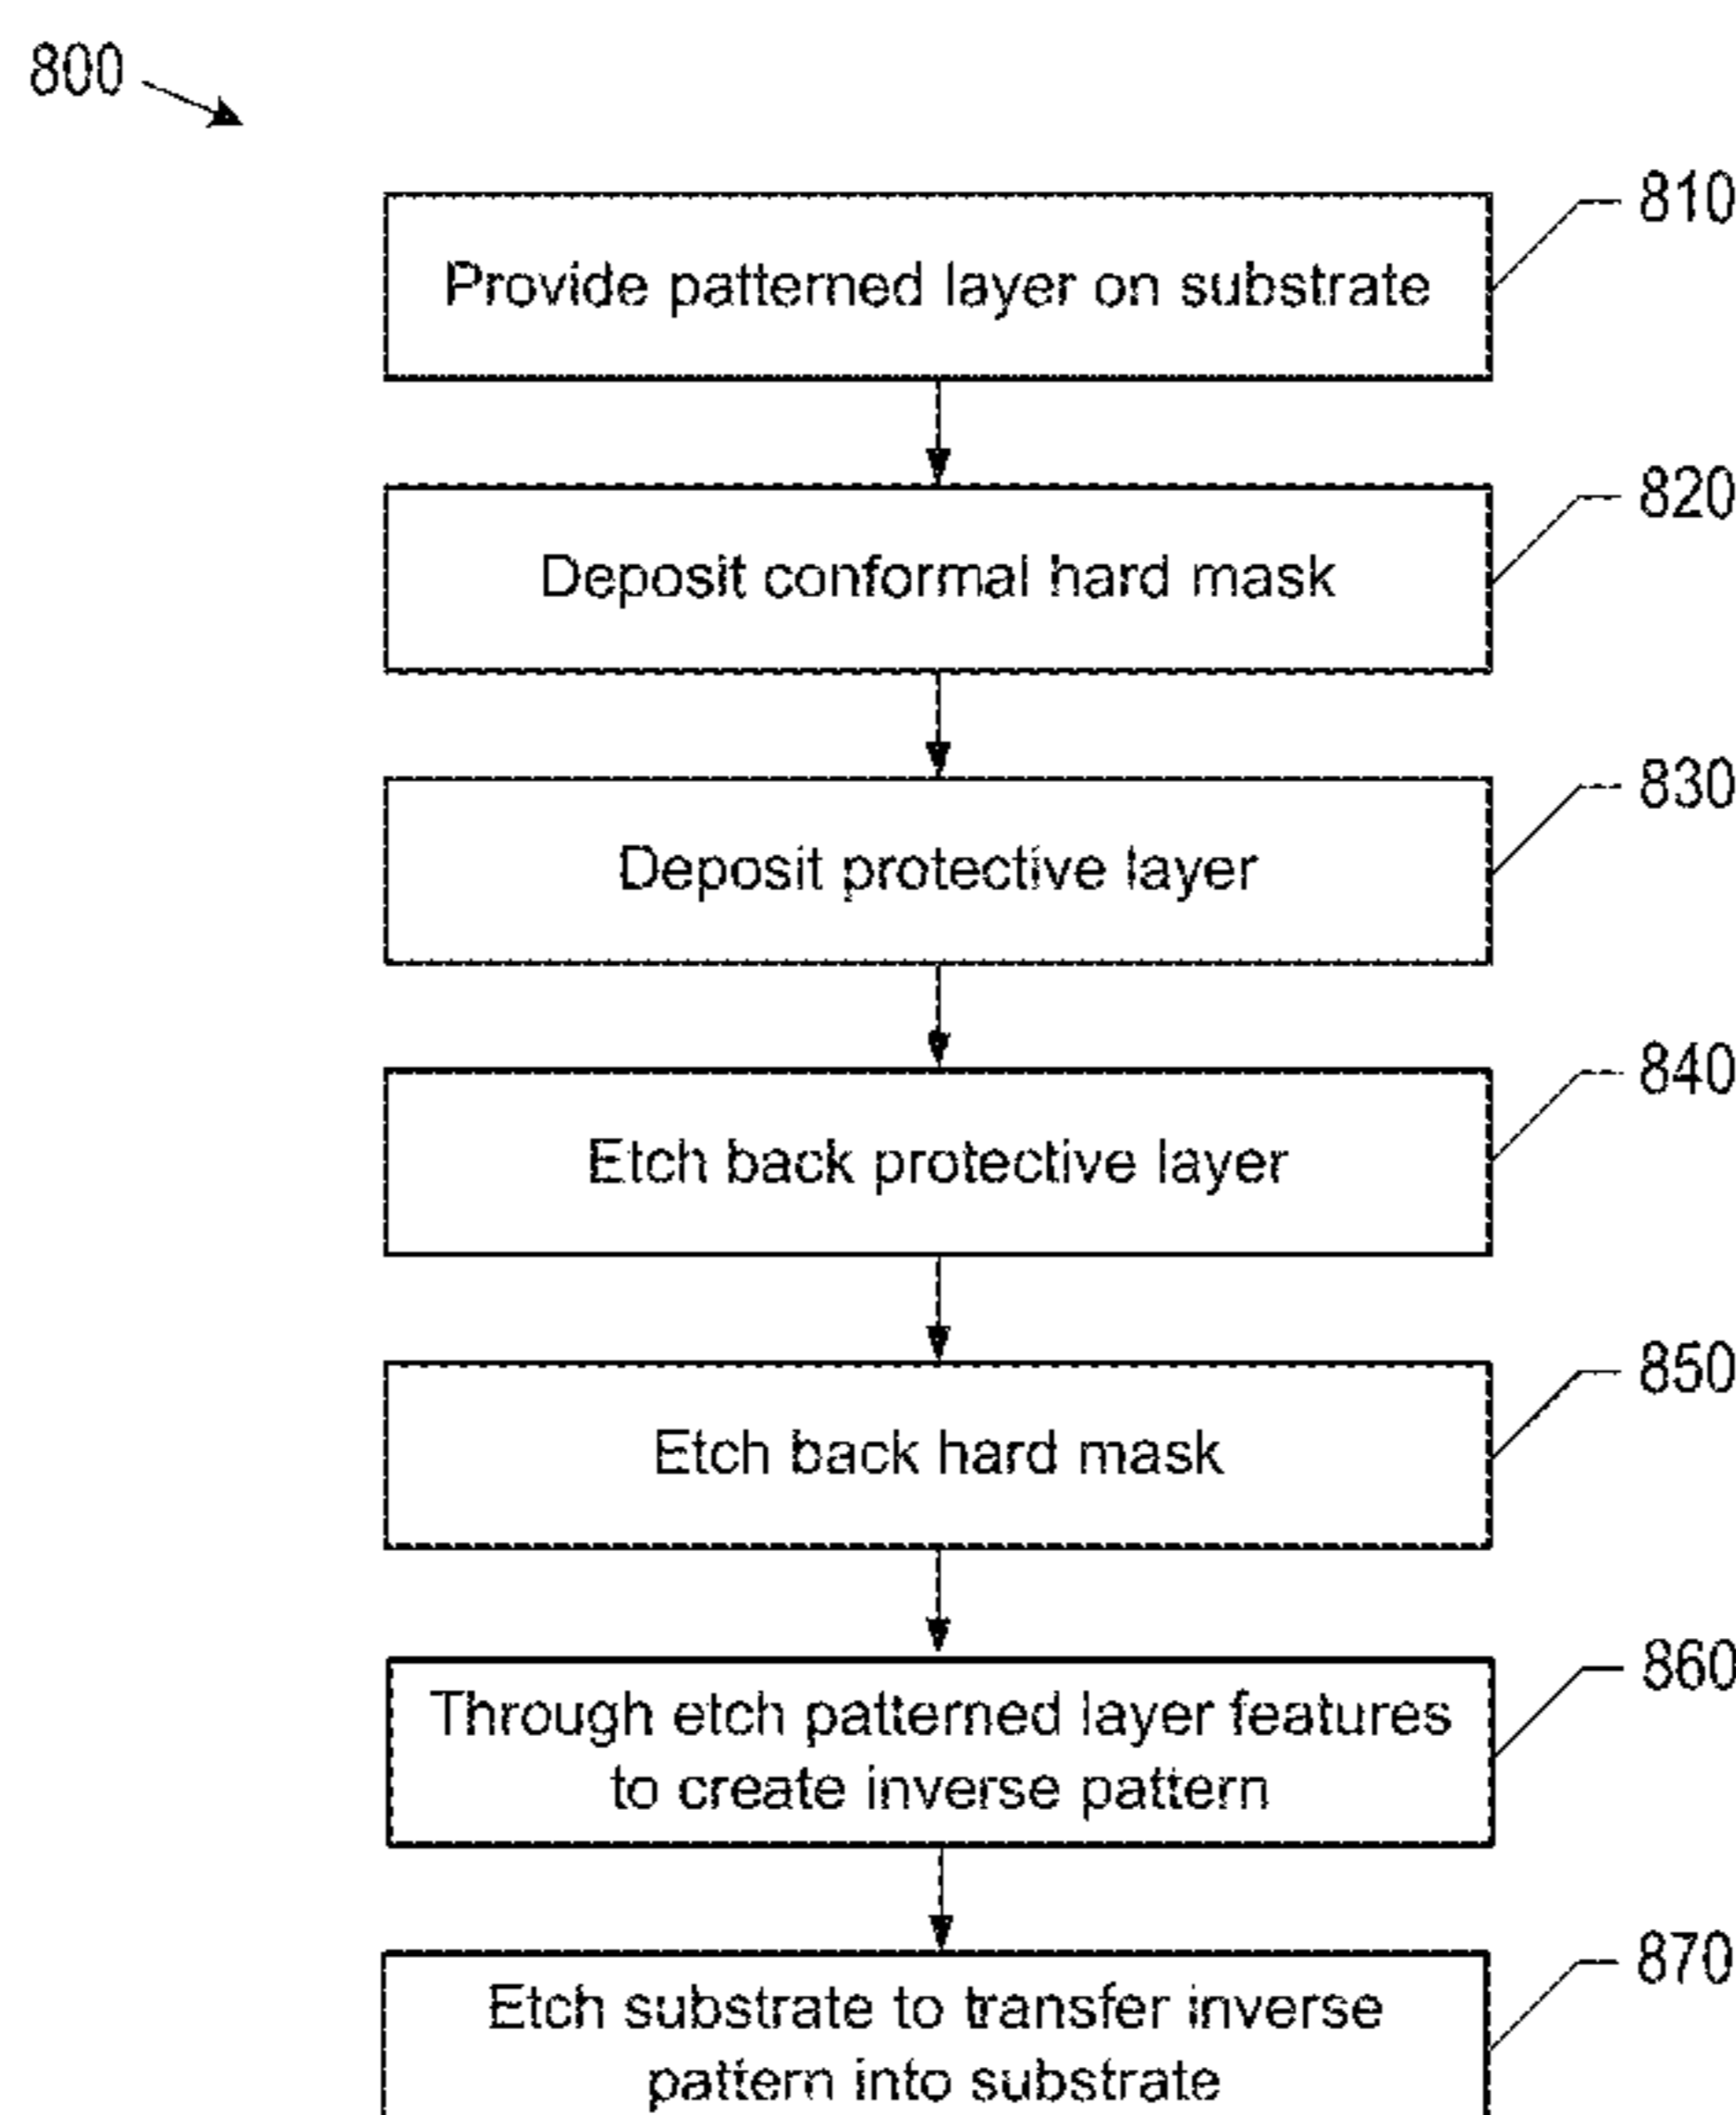 800
810
Provide patterned layer on substrate
820
Deposit conformal hard mask
830
Deposit protective layer
840
Etch back protective layer
850
Etch back hard mask
860
Through etch patterned layer features
to create inverse pattern
870
Etch substrate to transfer inverse
pattern into substrate